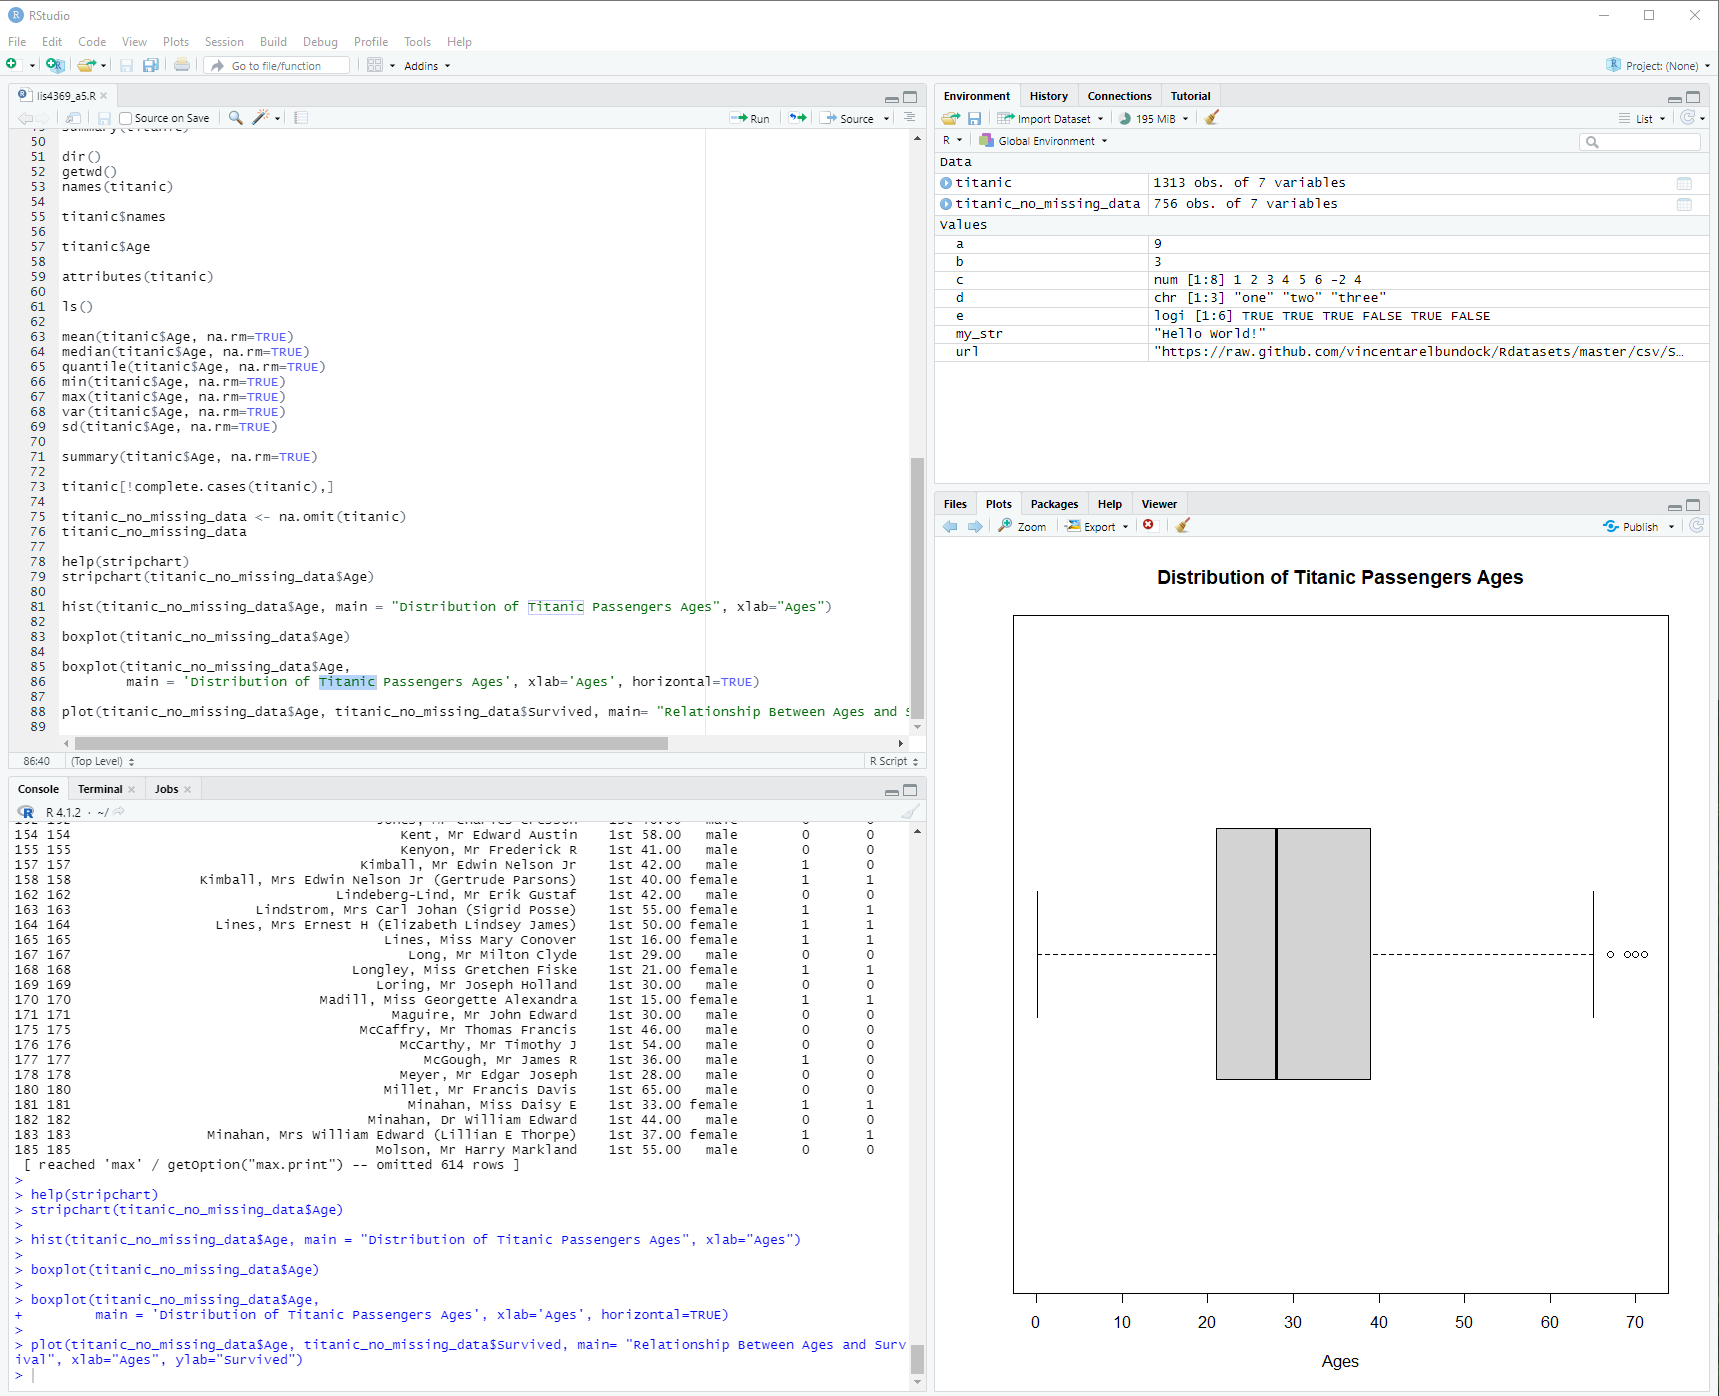 RStudio
File Edit Code View Plots Session Build Debug Profile Tools Help
Go to file/function Addins Project: (None)
lis4369_a5.R
Source on Save Run Source
49 summary(titanic)
50
51 dir()
52 getwd()
53 names(titanic)
54
55 titanic$names
56
57 titanic$Age
58
59 attributes(titanic)
60
61 ls()
62
63 mean(titanic$Age, na.rm=TRUE)
64 median(titanic$Age, na.rm=TRUE)
65 quantile(titanic$Age, na.rm=TRUE)
66 min(titanic$Age, na.rm=TRUE)
67 max(titanic$Age, na.rm=TRUE)
68 var(titanic$Age, na.rm=TRUE)
69 sd(titanic$Age, na.rm=TRUE)
70
71 summary(titanic$Age, na.rm=TRUE)
72
73 titanic[!complete.cases(titanic),]
74
75 titanic_no_missing_data <- na.omit(titanic)
76 titanic_no_missing_data
77
78 help(stripchart)
79 stripchart(titanic_no_missing_data$Age)
80
81 hist(titanic_no_missing_data$Age, main = "Distribution of Titanic Passengers Ages", xlab="Ages")
82
83 boxplot(titanic_no_missing_data$Age)
84
85 boxplot(titanic_no_missing_data$Age,
86 main = 'Distribution of Titanic Passengers Ages', xlab='Ages', horizontal=TRUE)
87
88 plot(titanic_no_missing_data$Age, titanic_no_missing_data$Survived, main= "Relationship Between Ages and S
89
86:40 (Top Level) R Script
Console Terminal Jobs
R 4.1.2 · ~/
154 154 Kent, Mr Edward Austin 1st 58.00 male 0 0
155 155 Kenyon, Mr Frederick R 1st 41.00 male 0 0
157 157 Kimball, Mr Edwin Nelson Jr 1st 42.00 male 1 0
158 158 Kimball, Mrs Edwin Nelson Jr (Gertrude Parsons) 1st 40.00 female 1 1
162 162 Lindeberg-Lind, Mr Erik Gustaf 1st 42.00 male 0 0
163 163 Lindstrom, Mrs Carl Johan (Sigrid Posse) 1st 55.00 female 1 1
164 164 Lines, Mrs Ernest H (Elizabeth Lindsey James) 1st 50.00 female 1 1
165 165 Lines, Miss Mary Conover 1st 16.00 female 1 1
167 167 Long, Mr Milton Clyde 1st 29.00 male 0 0
168 168 Longley, Miss Gretchen Fiske 1st 21.00 female 1 1
169 169 Loring, Mr Joseph Holland 1st 30.00 male 0 0
170 170 Madill, Miss Georgette Alexandra 1st 15.00 female 1 1
171 171 Maguire, Mr John Edward 1st 30.00 male 0 0
175 175 McCaffry, Mr Thomas Francis 1st 46.00 male 0 0
176 176 McCarthy, Mr Timothy J 1st 54.00 male 0 0
177 177 McGough, Mr James R 1st 36.00 male 1 0
178 178 Meyer, Mr Edgar Joseph 1st 28.00 male 0 0
180 180 Millet, Mr Francis Davis 1st 65.00 male 0 0
181 181 Minahan, Miss Daisy E 1st 33.00 female 1 1
182 182 Minahan, Dr William Edward 1st 44.00 male 0 0
183 183 Minahan, Mrs William Edward (Lillian E Thorpe) 1st 37.00 female 1 1
185 185 Molson, Mr Harry Markland 1st 55.00 male 0 0
[ reached 'max' / getOption("max.print") -- omitted 614 rows ]
>
> help(stripchart)
> stripchart(titanic_no_missing_data$Age)
>
> hist(titanic_no_missing_data$Age, main = "Distribution of Titanic Passengers Ages", xlab="Ages")
>
> boxplot(titanic_no_missing_data$Age)
>
> boxplot(titanic_no_missing_data$Age,
+ main = 'Distribution of Titanic Passengers Ages', xlab='Ages', horizontal=TRUE)
>
> plot(titanic_no_missing_data$Age, titanic_no_missing_data$Survived, main= "Relationship Between Ages and Surv
ival", xlab="Ages", ylab="Survived")
>
Environment History Connections Tutorial
Import Dataset 195 MiB List
R Global Environment
Data
titanic 1313 obs. of 7 variables
titanic_no_missing_data 756 obs. of 7 variables
Values
a 9
b 3
c num [1:8] 1 2 3 4 5 6 -2 4
d chr [1:3] "one" "two" "three"
e logi [1:6] TRUE TRUE TRUE FALSE TRUE FALSE
my_str "Hello World!"
url "https://raw.github.com/vincentarelbundock/Rdatasets/master/csv/S…
Files Plots Packages Help Viewer
Zoom Export Publish
Distribution of Titanic Passengers Ages
0 10 20 30 40 50 60 70
Ages